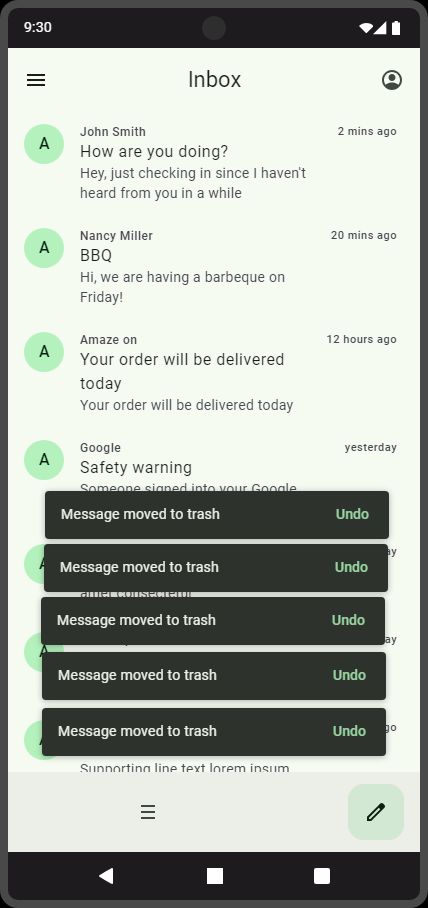 9:30
Inbox
A
John Smith
2 mins ago
How are you doing?
Hey, just checking in since I haven't
heard from you in a while
A
Nancy Miller
20 mins ago
BBQ
Hi, we are having a barbeque on
Friday!
A
Amaze on
12 hours ago
Your order will be delivered
today
Your order will be delivered today
A
Google
yesterday
Safety warning
Someone signed into your Google
Message moved to trash
Undo
Message moved to trash
Undo
amet consectetur
Message moved to trash
Undo
Message moved to trash
Undo
Message moved to trash
Undo
Supporting line text lorem ipsum